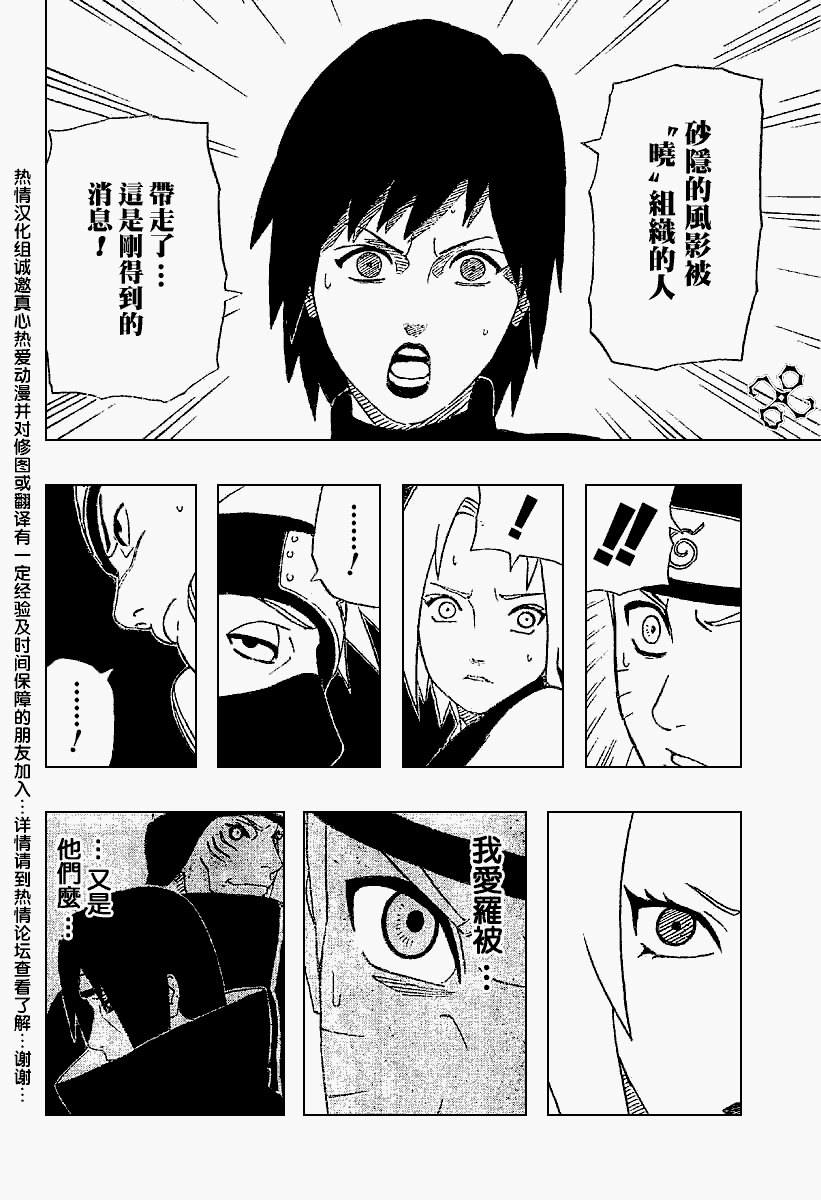 砂隱的風影被
〝曉〞組織的人
帶走了…
這是剛得到的
消息！
!!
！
……！
……！
我愛羅被…
…又是
他們麼…
热情汉化组诚邀真心热爱动漫并对修图或翻译有一定经验及时间保障的朋友加入…详情请到热情论坛查看了解…谢谢…